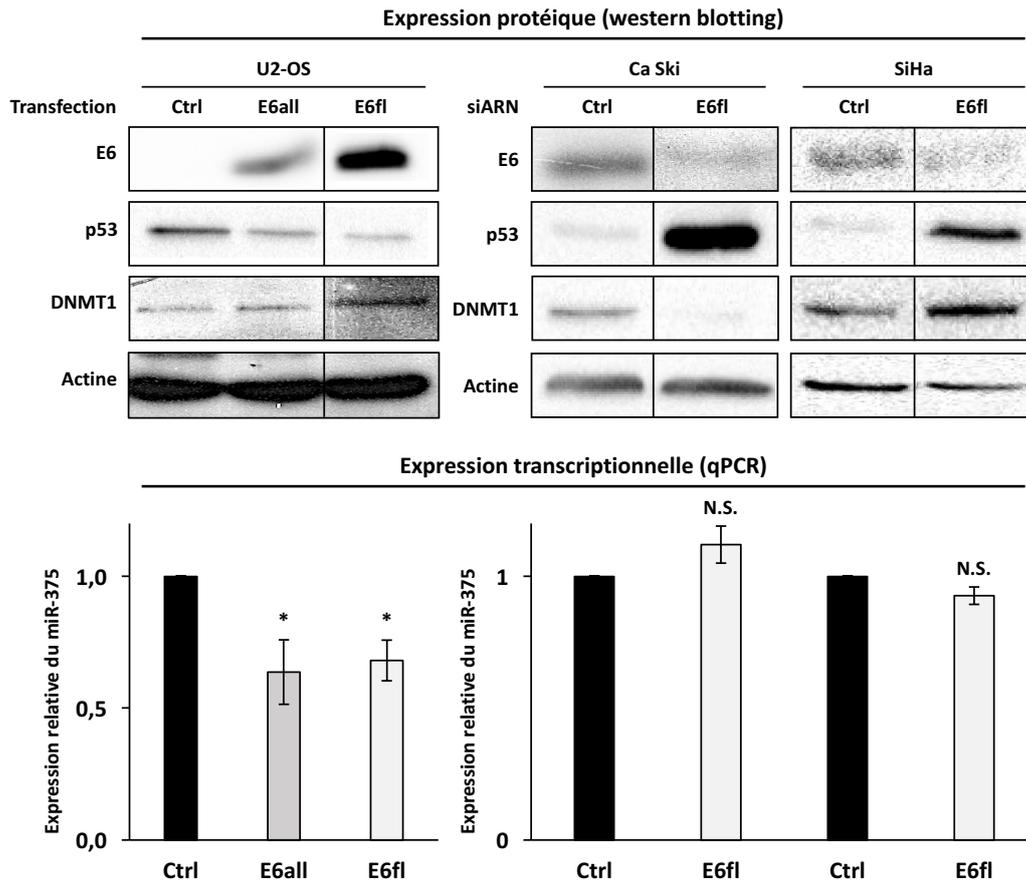 Expression protéique (western blotting)
U2-OS
Ca Ski
SiHa
Transfection Ctrl E6all E6fl
siARN Ctrl E6fl Ctrl E6fl
E6
p53
DNMT1
Actine
E6
p53
DNMT1
Actine
Expression transcriptionnelle (qPCR)
Expression relative du miR-375
1,0
0,5
0,0
* *
Ctrl E6all E6fl
Expression relative du miR-375
1
0
N.S.
N.S.
Ctrl E6fl Ctrl E6fl